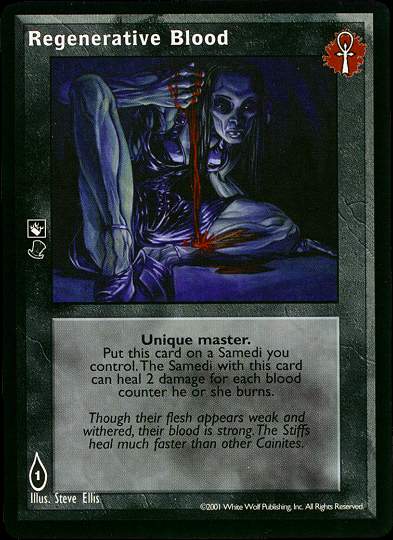 Regenerative Blood
Unique master.
Put this card on a Samedi you
control. The Samedi with this card
can heal 2 damage for each blood
counter he or she burns.
Though their flesh appears weak and
withered, their blood is strong. The Stiffs
heal much faster than other Cainites.
1
Illus. Steve Ellis
©2001 White Wolf Publishing, Inc. All Rights Reserved